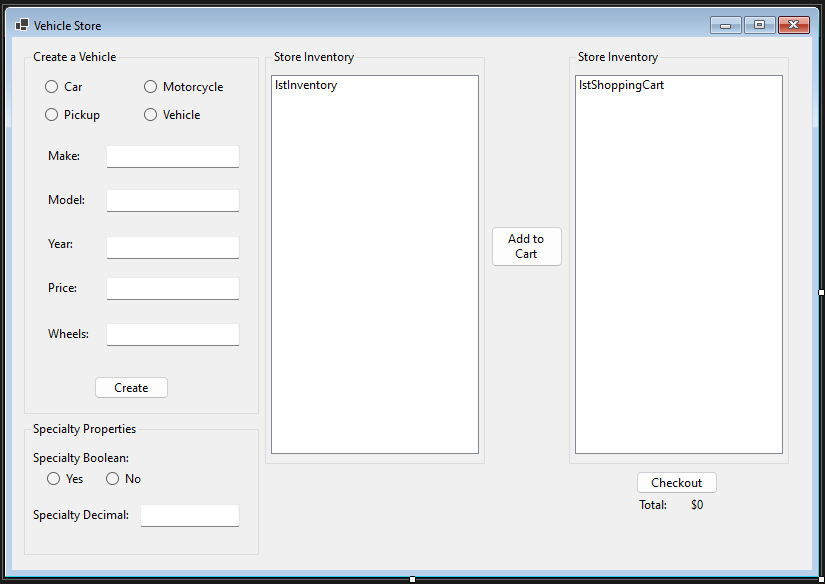 Vehicle Store
Create a Vehicle
Car
Motorcycle
Pickup
Vehicle
Make:
Model:
Year:
Price:
Wheels:
Create
Specialty Properties
Specialty Boolean:
Yes
No
Specialty Decimal:
Store Inventory
lstInventory
Add to
Cart
Store Inventory
lstShoppingCart
Checkout
Total: $0